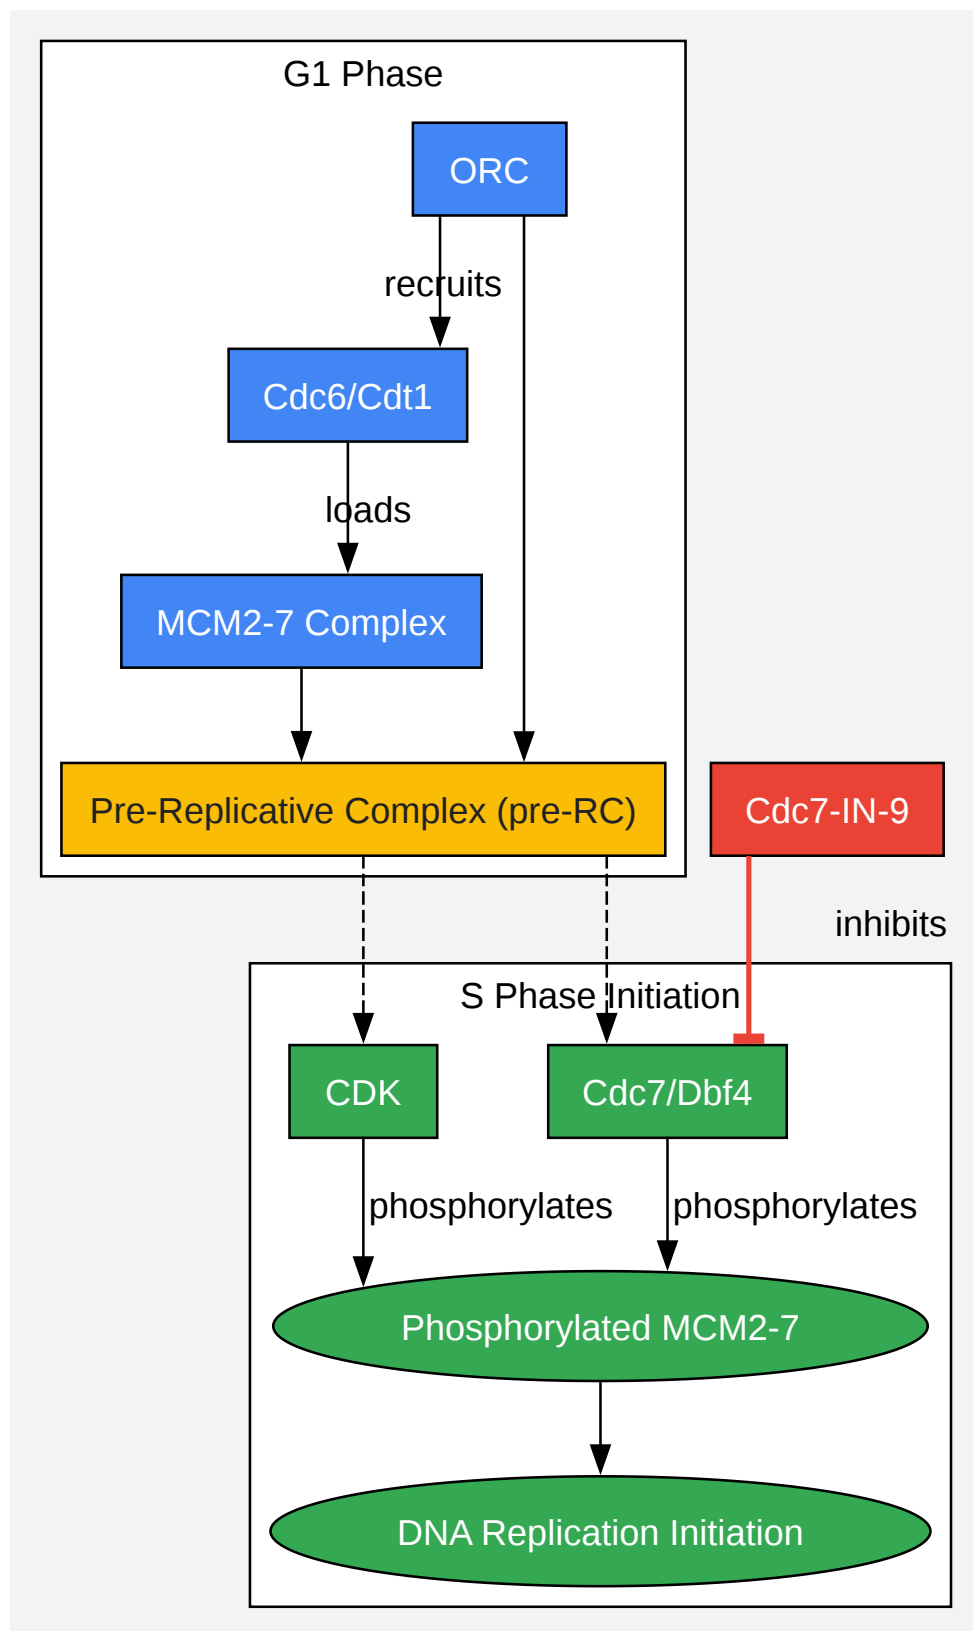 G1 Phase
ORC
recruits
Cdc6/Cdt1
loads
MCM2-7 Complex
Pre-Replicative Complex (pre-RC)
Cdc7-IN-9
inhibits
S Phase Initiation
CDK
Cdc7/Dbf4
phosphorylates
phosphorylates
Phosphorylated MCM2-7
DNA Replication Initiation